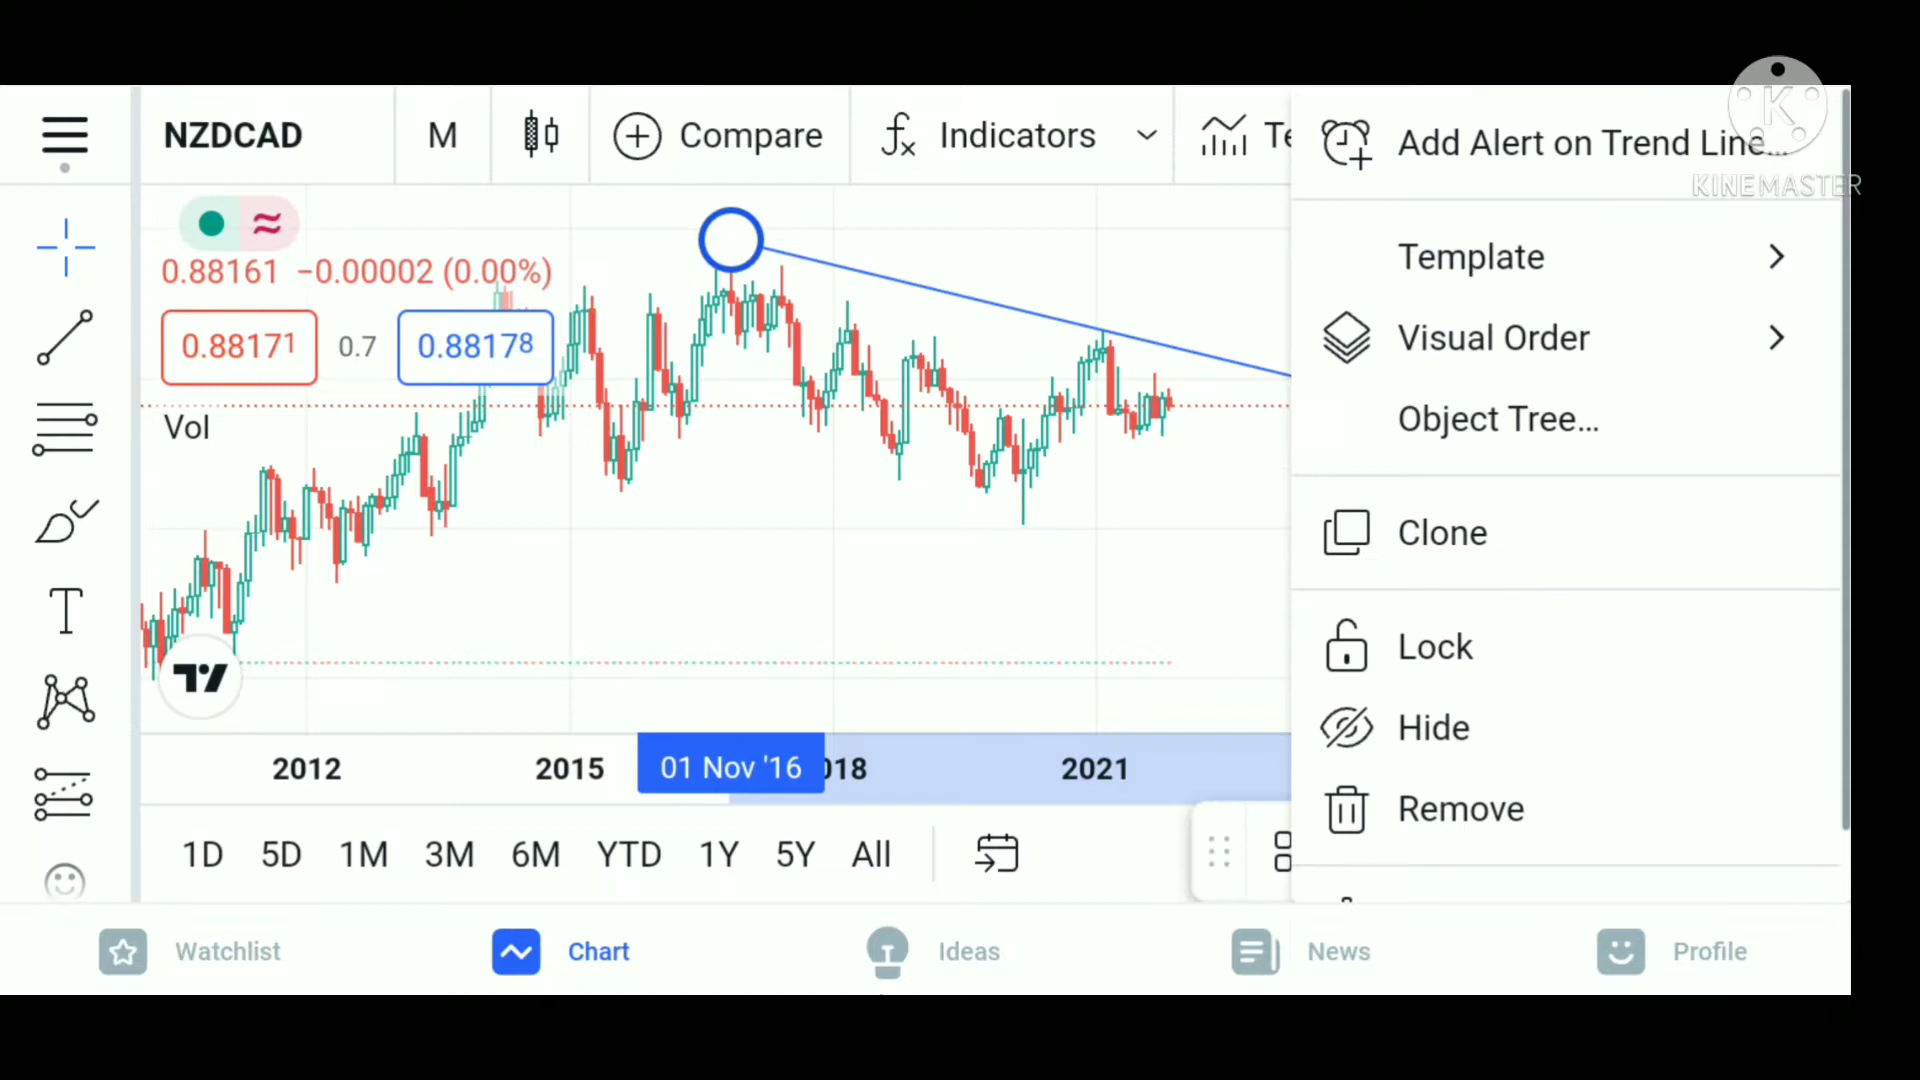 NZDCAD
M
Compare
Indicators
Add Alert on Trend Line...
KINEMASTER
0.88161 −0.00002 (0.00%)
0.88171
0.7
0.88178
Vol
Template
Visual Order
Object Tree...
Clone
Lock
Hide
Remove
2012
2015
01 Nov '16
2021
1D 5D 1M 3M 6M YTD 1Y 5Y All
Watchlist
Chart
Ideas
News
Profile